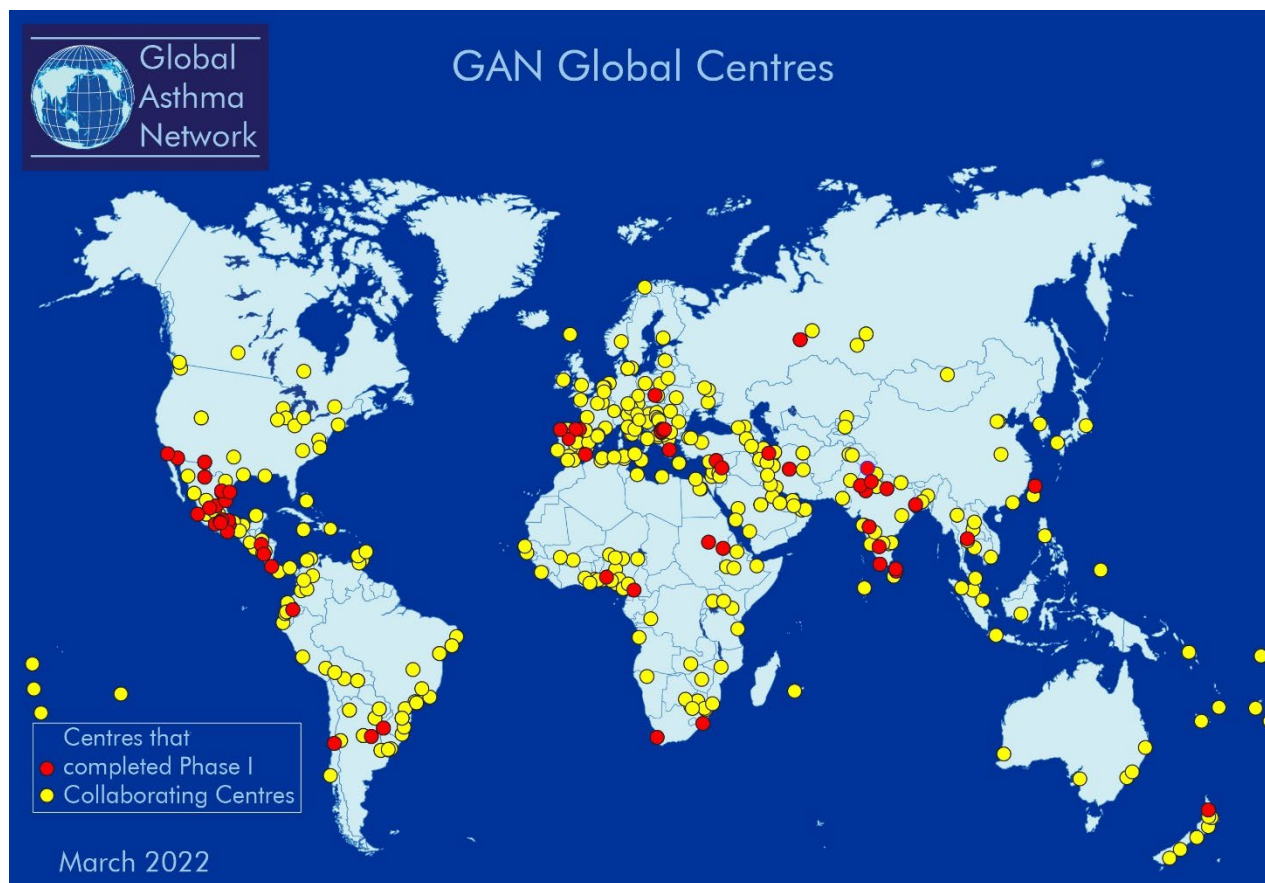 Global
Asthma
Network
GAN Global Centres
Centres that
completed Phase I
Collaborating Centres
March 2022